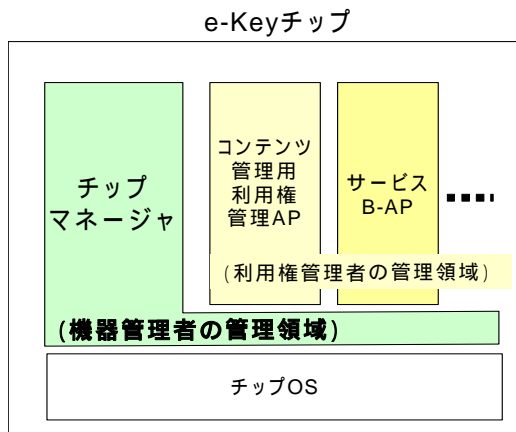 e-Keyチップ
チップ
マネージャ
コンテンツ
管理用
利用権
管理AP
サービス
B-AP
(利用権管理者の管理領域)
(機器管理者の管理領域)
チップOS